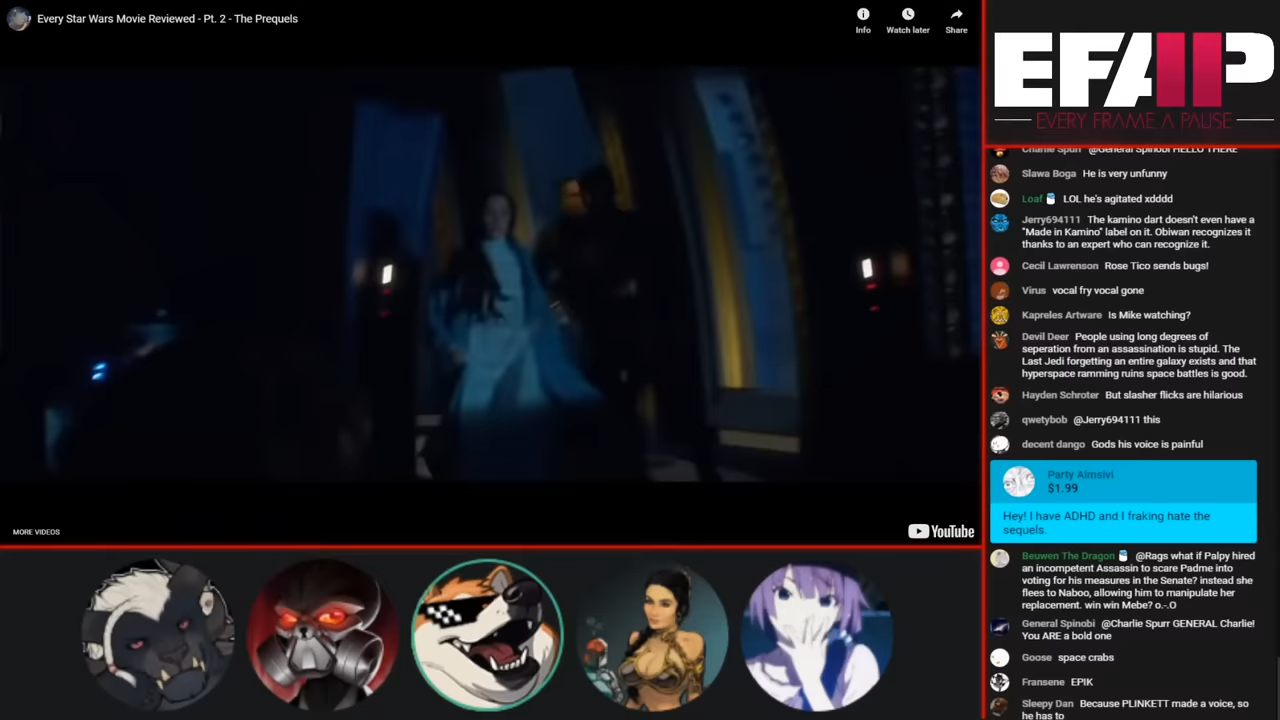 Every Star Wars Movie Reviewed - Pt. 2 - The Prequels
Info
Watch later
Share
MORE VIDEOS
YouTube
EFAP
EVERY FRAME A PAUSE
Charlie Spurr @General Spinobi HELLO THERE
Slawa Boga He is very unfunny
Loaf LOL he's agitated xdddd
Jerry694111 The kamino dart doesn't even have a
"Made in Kamino" label on it. Obiwan recognizes it
thanks to an expert who can recognize it.
Cecil Lawrenson Rose Tico sends bugs!
Virus vocal fry vocal gone
Kapreles Artware Is Mike watching?
Devil Deer People using long degrees of
seperation from an assassination is stupid. The
Last Jedi forgetting an entire galaxy exists and that
hyperspace ramming ruins space battles is good.
Hayden Schroter But slasher flicks are hilarious
qwetybob @Jerry694111 this
decent dango Gods his voice is painful
Party Almsivi
$1.99
Hey! I have ADHD and I fraking hate the
sequels.
Beuwen The Dragon @Rags what if Palpy hired
an incompetent Assassin to scare Padme into
voting for his measures in the Senate? instead she
flees to Naboo, allowing him to manipulate her
replacement. win win Mebe? o.-.O
General Spinobi @Charlie Spurr GENERAL Charlie!
You ARE a bold one
Goose space crabs
Fransene EPIK
Sleepy Dan Because PLINKETT made a voice, so
he has to